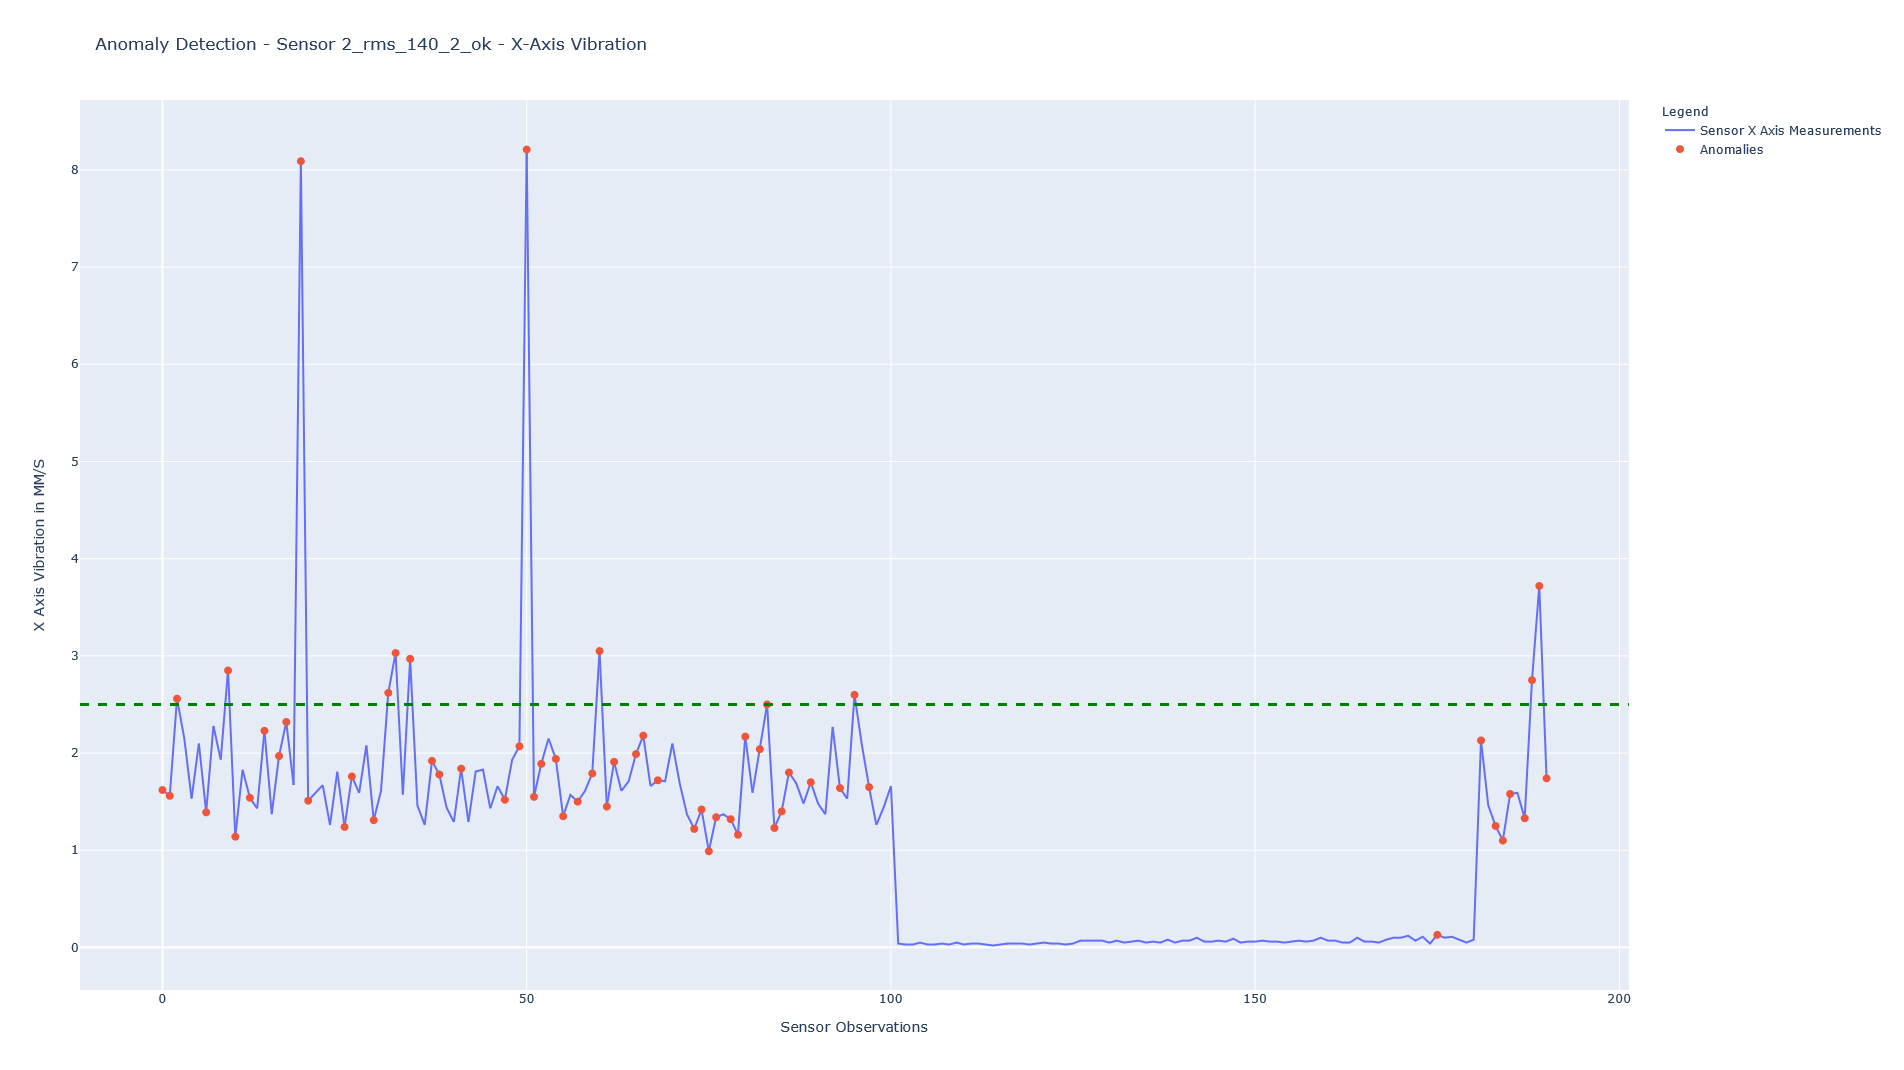 Anomaly Detection - Sensor 2_rms_140_2_ok - X-Axis Vibration
Legend
Sensor X Axis Measurements
Anomalies
8
7
6
5
4
3
2
1
0
X Axis Vibration in MM/S
0 50 100 150 200
Sensor Observations